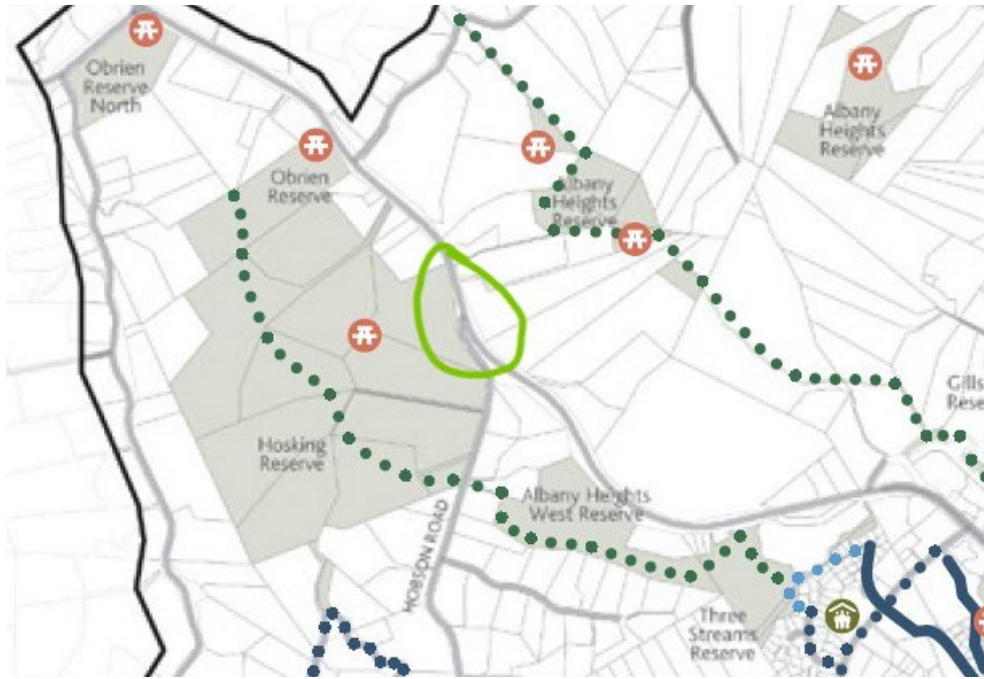 Obrien
Reserve
North
Obrien
Reserve
Albany
Heights
Reserve
Albany
Heights
Reserve
Gills
Rese
Hosking
Reserve
Albany Heights
West Reserve
HOBSON ROAD
Three
Streams
Reserve